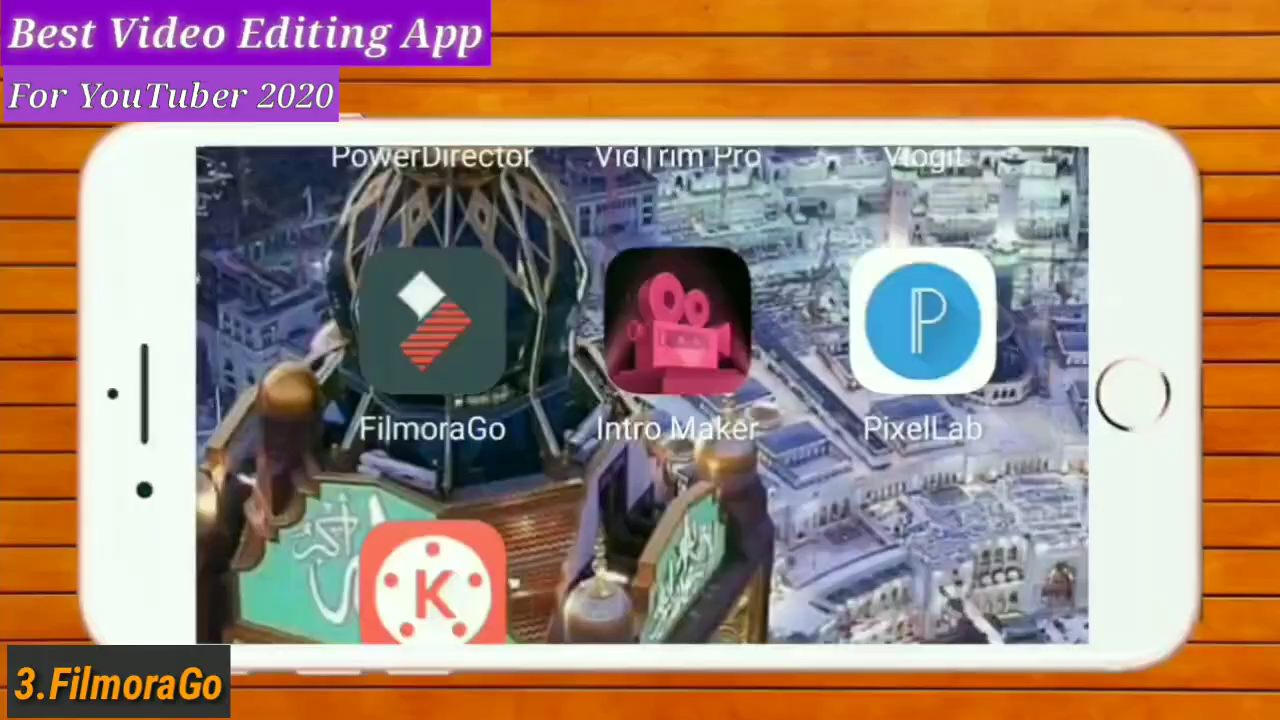 Best Video Editing App
For YouTuber 2020
PowerDirector VidTrim Pro Vlogit
FilmoraGo Intro Maker PixelLab
K
3.FilmoraGo